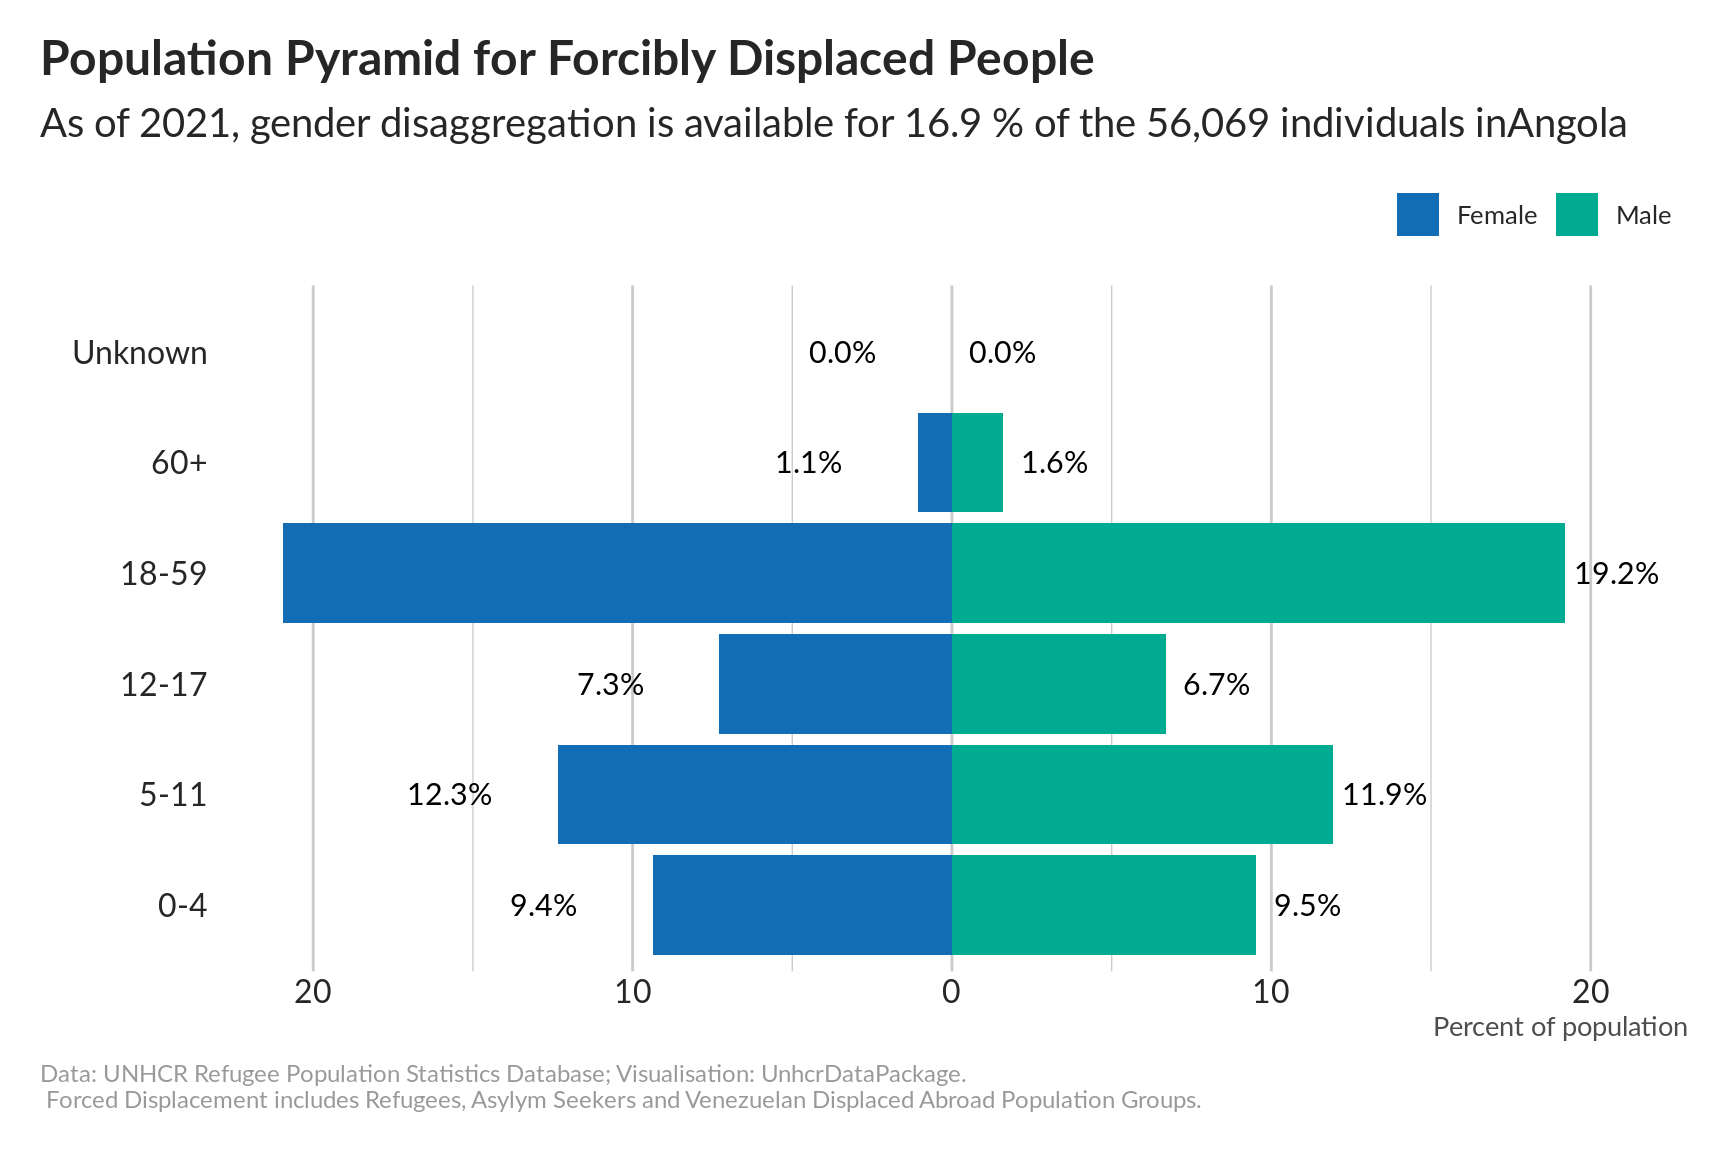 Population Pyramid for Forcibly Displaced People
As of 2021, gender disaggregation is available for 16.9 % of the 56,069 individuals inAngola
Female Male
Unknown 0.0% 0.0%
60+ 1.1% 1.6%
18-59 19.2%
12-17 7.3% 6.7%
5-11 12.3% 11.9%
0-4 9.4% 9.5%
20 10 0 10 20
Percent of population
Data: UNHCR Refugee Population Statistics Database; Visualisation: UnhcrDataPackage.
Forced Displacement includes Refugees, Asylym Seekers and Venezuelan Displaced Abroad Population Groups.